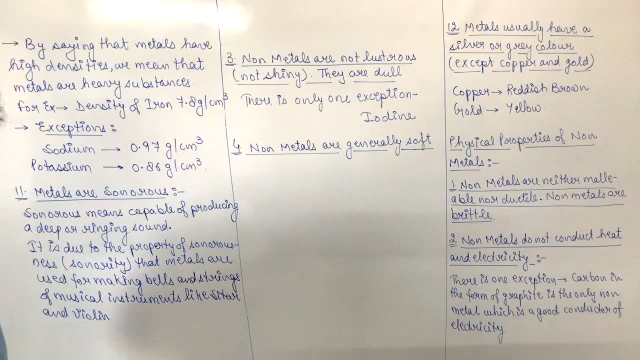 → By saying that metals have
high densities, we mean that
metals are heavy substances.
For Ex → Density of Iron 7.8g/cm³
→ Exceptions:
Sodium → 0.97 g/cm³
Potassium → 0.86 g/cm³
11. Metals are Sonorous:-
Sonorous means capable of producing
a deep or ringing sound.
It is due to the property of sonorous-
ness (sonority) that metals are
used for making bells and strings
of musical instruments like Sitar
and Violin
3. Non Metals are not lustrous
(not shiny). They are dull
There is only one exception-
Iodine
4. Non Metals are generally soft
12. Metals usually have a
silver or grey colour
(except copper and gold)
Copper → Reddish Brown
Gold → Yellow
Physical Properties of Non
Metals:-
1 Non Metals are neither malle-
able nor ductile. Non metals are
brittle
2 Non Metals do not conduct heat
and electricity:-
There is one exception → Carbon in
the form of graphite is the only non
metal which is a good conductor of
electricity